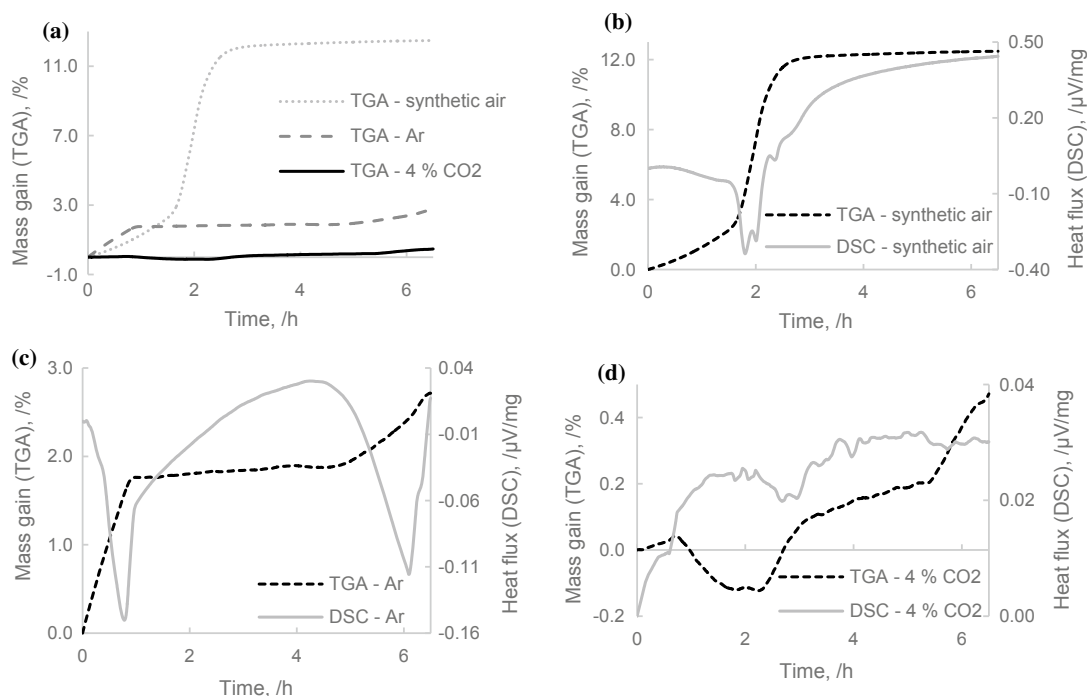 (a)
Mass gain (TGA), /%
11.0
7.0
3.0
-1.0
TGA - synthetic air
TGA - Ar
TGA - 4 % CO2
0
2
4
6
Time, /h
(b)
Mass gain (TGA), /%
12.0
8.0
4.0
0.0
0.50
0.20
-0.10
-0.40
Heat flux (DSC), /μV/mg
TGA - synthetic air
DSC - synthetic air
0
2
4
6
Time, /h
(c)
Mass gain (TGA), /%
3.0
2.0
1.0
0.0
0.04
-0.01
-0.06
-0.11
-0.16
Heat flux (DSC), /μV/mg
TGA - Ar
DSC - Ar
0
2
4
6
Time, /h
(d)
Mass gain (TGA), /%
0.4
0.2
0.0
-0.2
0.04
0.02
0.00
Heat flux (DSC), /μV/mg
TGA - 4 % CO2
DSC - 4 % CO2
0
2
4
6
Time, /h